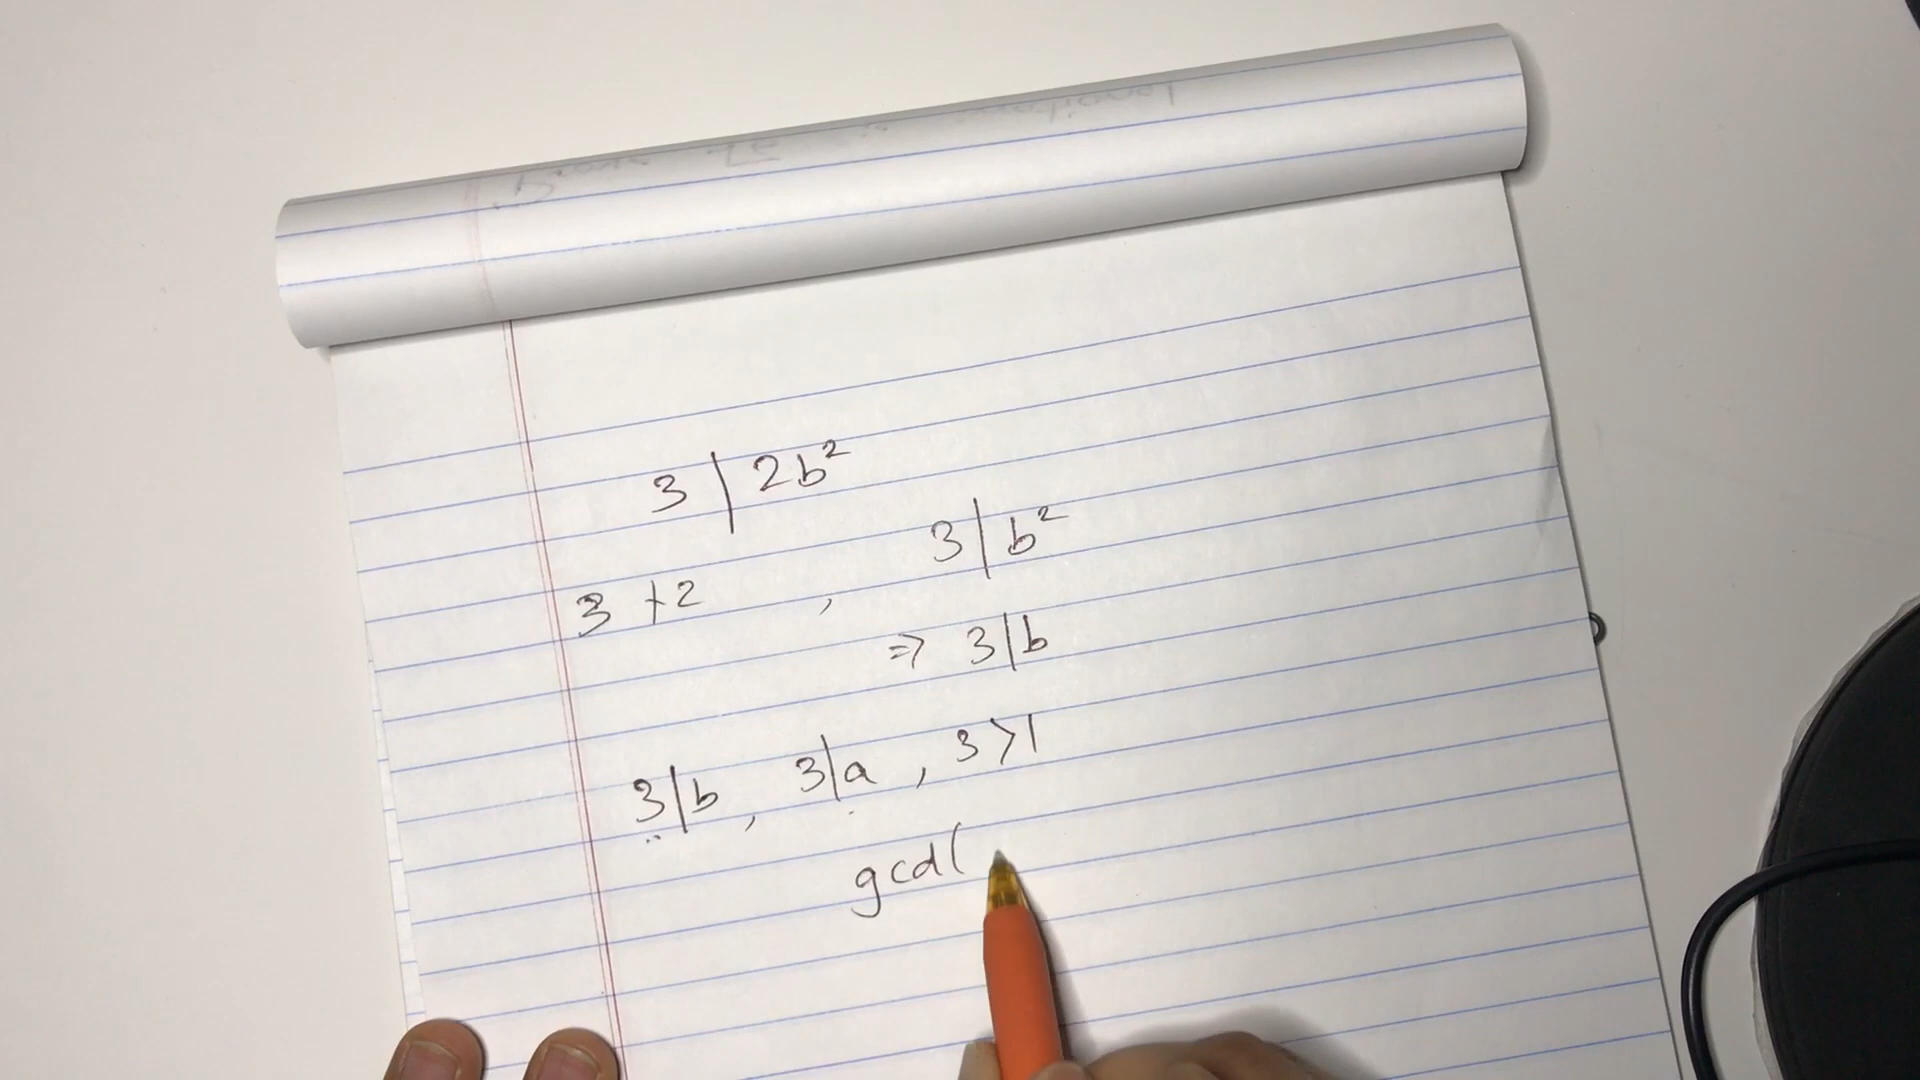 3 | 2b²
3 ∤ 2 , 3 | b²
⇒ 3 | b
3 | b , 3 | a , 3 > 1
gcd(